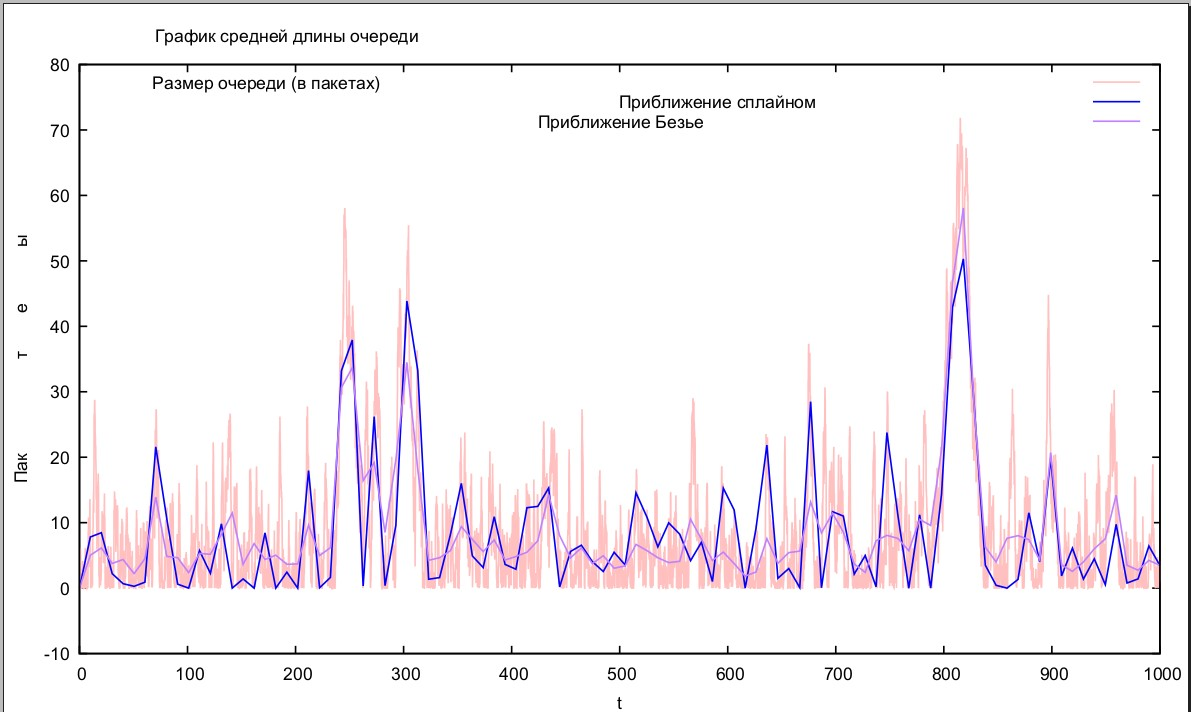 График средней длины очереди
Размер очереди (в пакетах)
Приближение сплайном
Приближение Безье
80
70
60
50
40
30
20
10
0
-10
Пак т е ы
0 100 200 300 400 500 600 700 800 900 1000
t